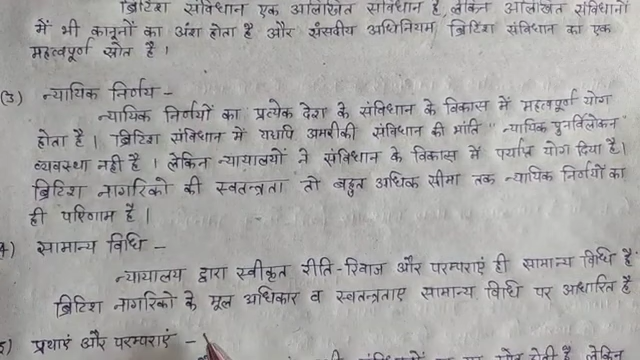 ब्रिटिश संविधान एक अलिखित संविधान है, लेकिन अलिखित संविधानों
में भी कानूनों का अंश होता है और संसदीय अधिनियम ब्रिटिश संविधान का एक
महत्वपूर्ण स्रोत है ।
(3) न्यायिक निर्णय -
न्यायिक निर्णयों का प्रत्येक देश के संविधान के विकास में महत्वपूर्ण योग
होता है । ब्रिटिश संविधान में यद्यपि अमरीकी संविधान की भांति " न्यायिक पुनर्विलोकन"
व्यवस्था नही है । लेकिन न्यायालयों ने संविधान के विकास में पर्याप्त योग दिया है।
ब्रिटिश नागरिकों की स्वतन्त्रता तो बहुत अधिक सीमा तक न्यायिक निर्णयों का
ही परिणाम है ।
4) सामान्य विधि -
न्यायालय द्वारा स्वीकृत रीति-रिवाज और परम्पराएं ही सामान्य विधि है
ब्रिटिश नागरिकों के मूल अधिकार व स्वतन्त्रताए सामान्य विधि पर आधारित है
5) प्रथाएं और परम्पराएं -